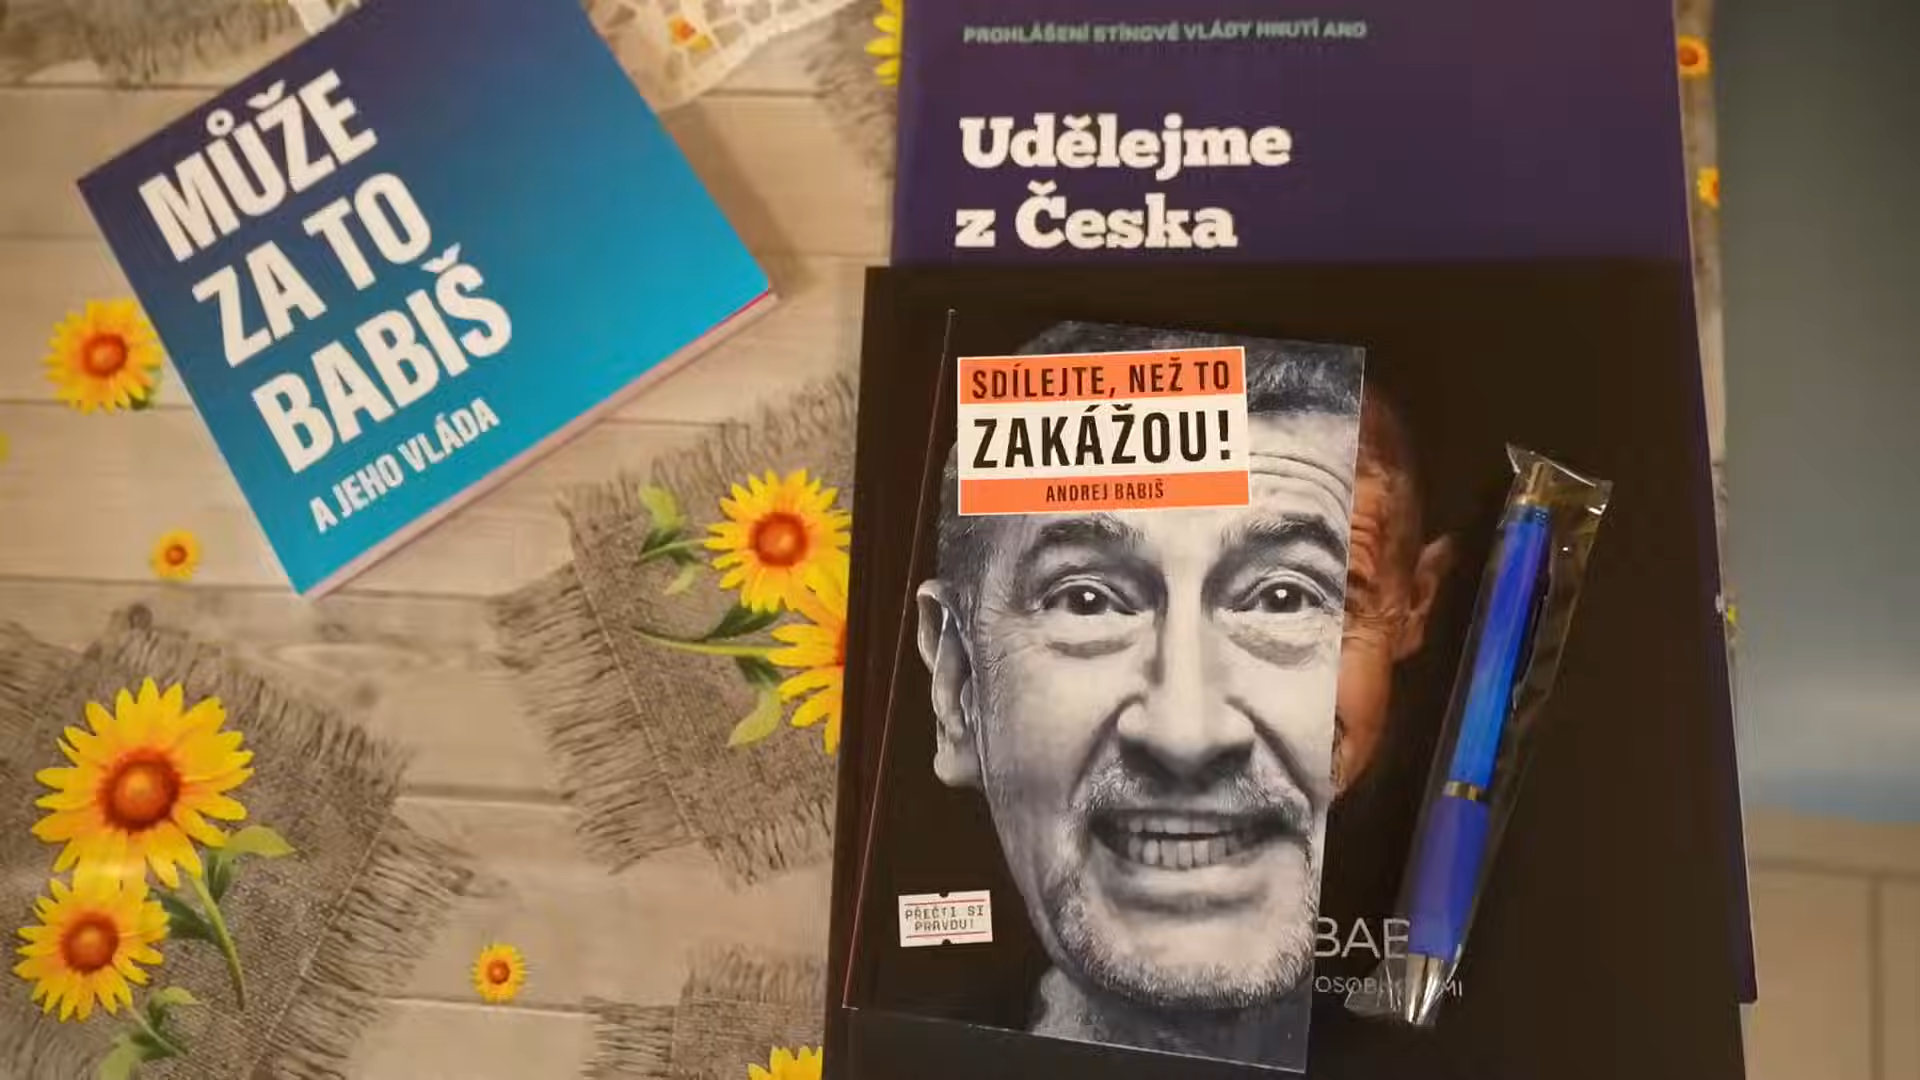 MŮŽE
ZA TO
BABIŠ
A JEHO VLÁDA
PROHLÁŠENÍ STÍNOVÉ VLÁDY HNUTÍ ANO
Udělejme
z Česka
SDÍLEJTE, NEŽ TO
ZAKÁŽOU!
ANDREJ BABIŠ
PŘEČTI SI
PRAVDU!